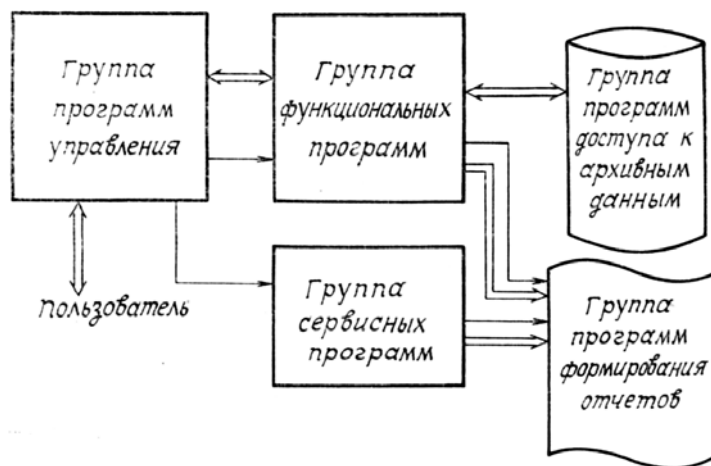 Группа
программ
управления
Группа
функциональных
программ
Группа
программ
доступа к
архивным
данным
Пользователь
Группа
сервисных
программ
Группа
программ
формирования
отчетов